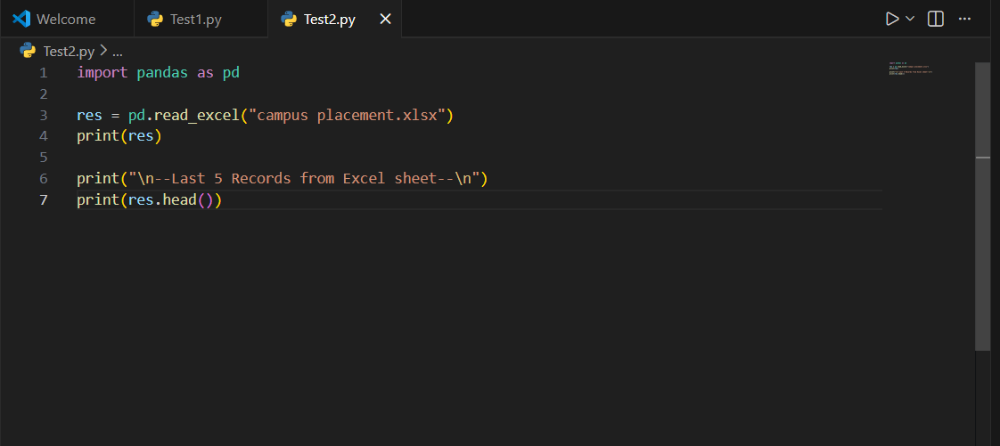 Welcome
Test1.py
Test2.py
Test2.py > ...
1 import pandas as pd
2
3 res = pd.read_excel("campus placement.xlsx")
4 print(res)
5
6 print("\n--Last 5 Records from Excel sheet--\n")
7 print(res.head())